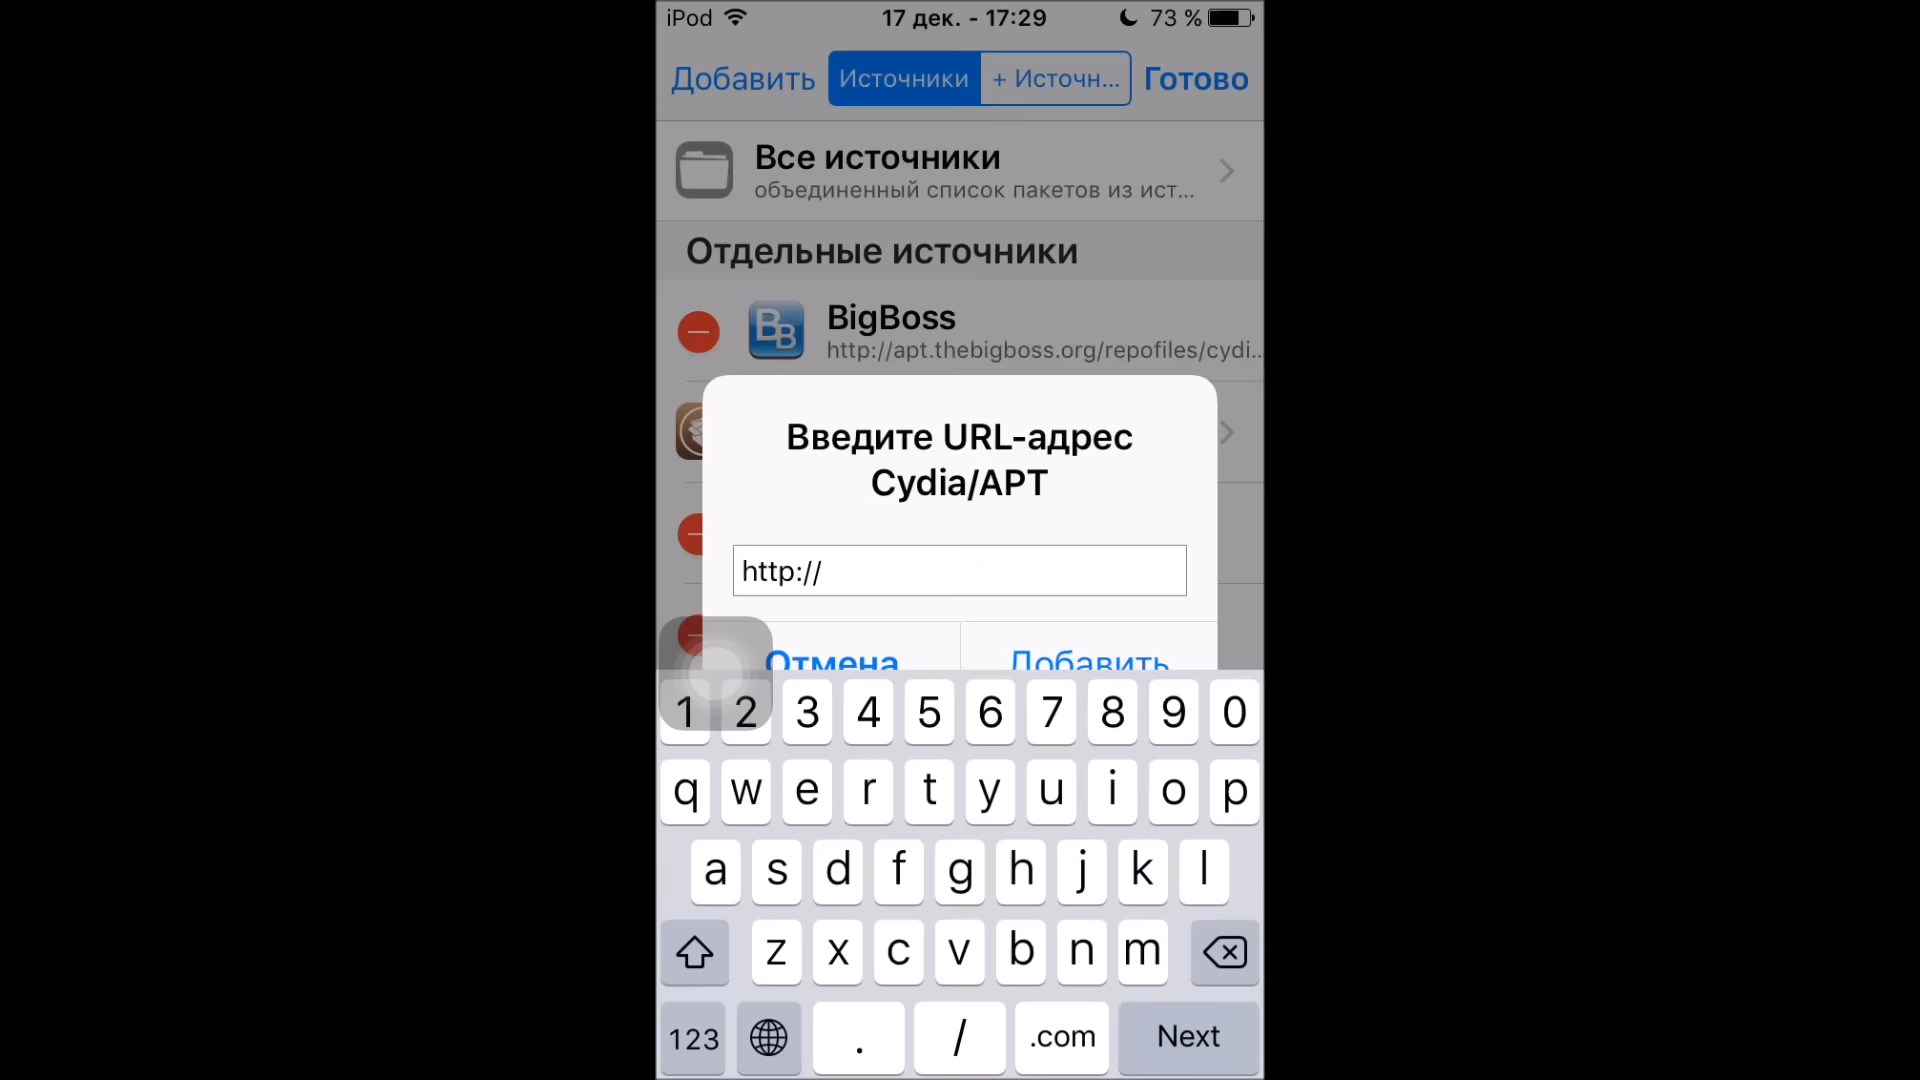 iPod 17 дек. - 17:29 73 %
Добавить Источники + Источн... Готово
Все источники
объединенный список пакетов из ист...
Отдельные источники
BigBoss
http://apt.thebigboss.org/repofiles/cydi...
Введите URL-адрес
Cydia/APT
http://
Отмена Добавить
1 2 3 4 5 6 7 8 9 0
q w e r t y u i o p
a s d f g h j k l
z x c v b n m
123 . / .com Next